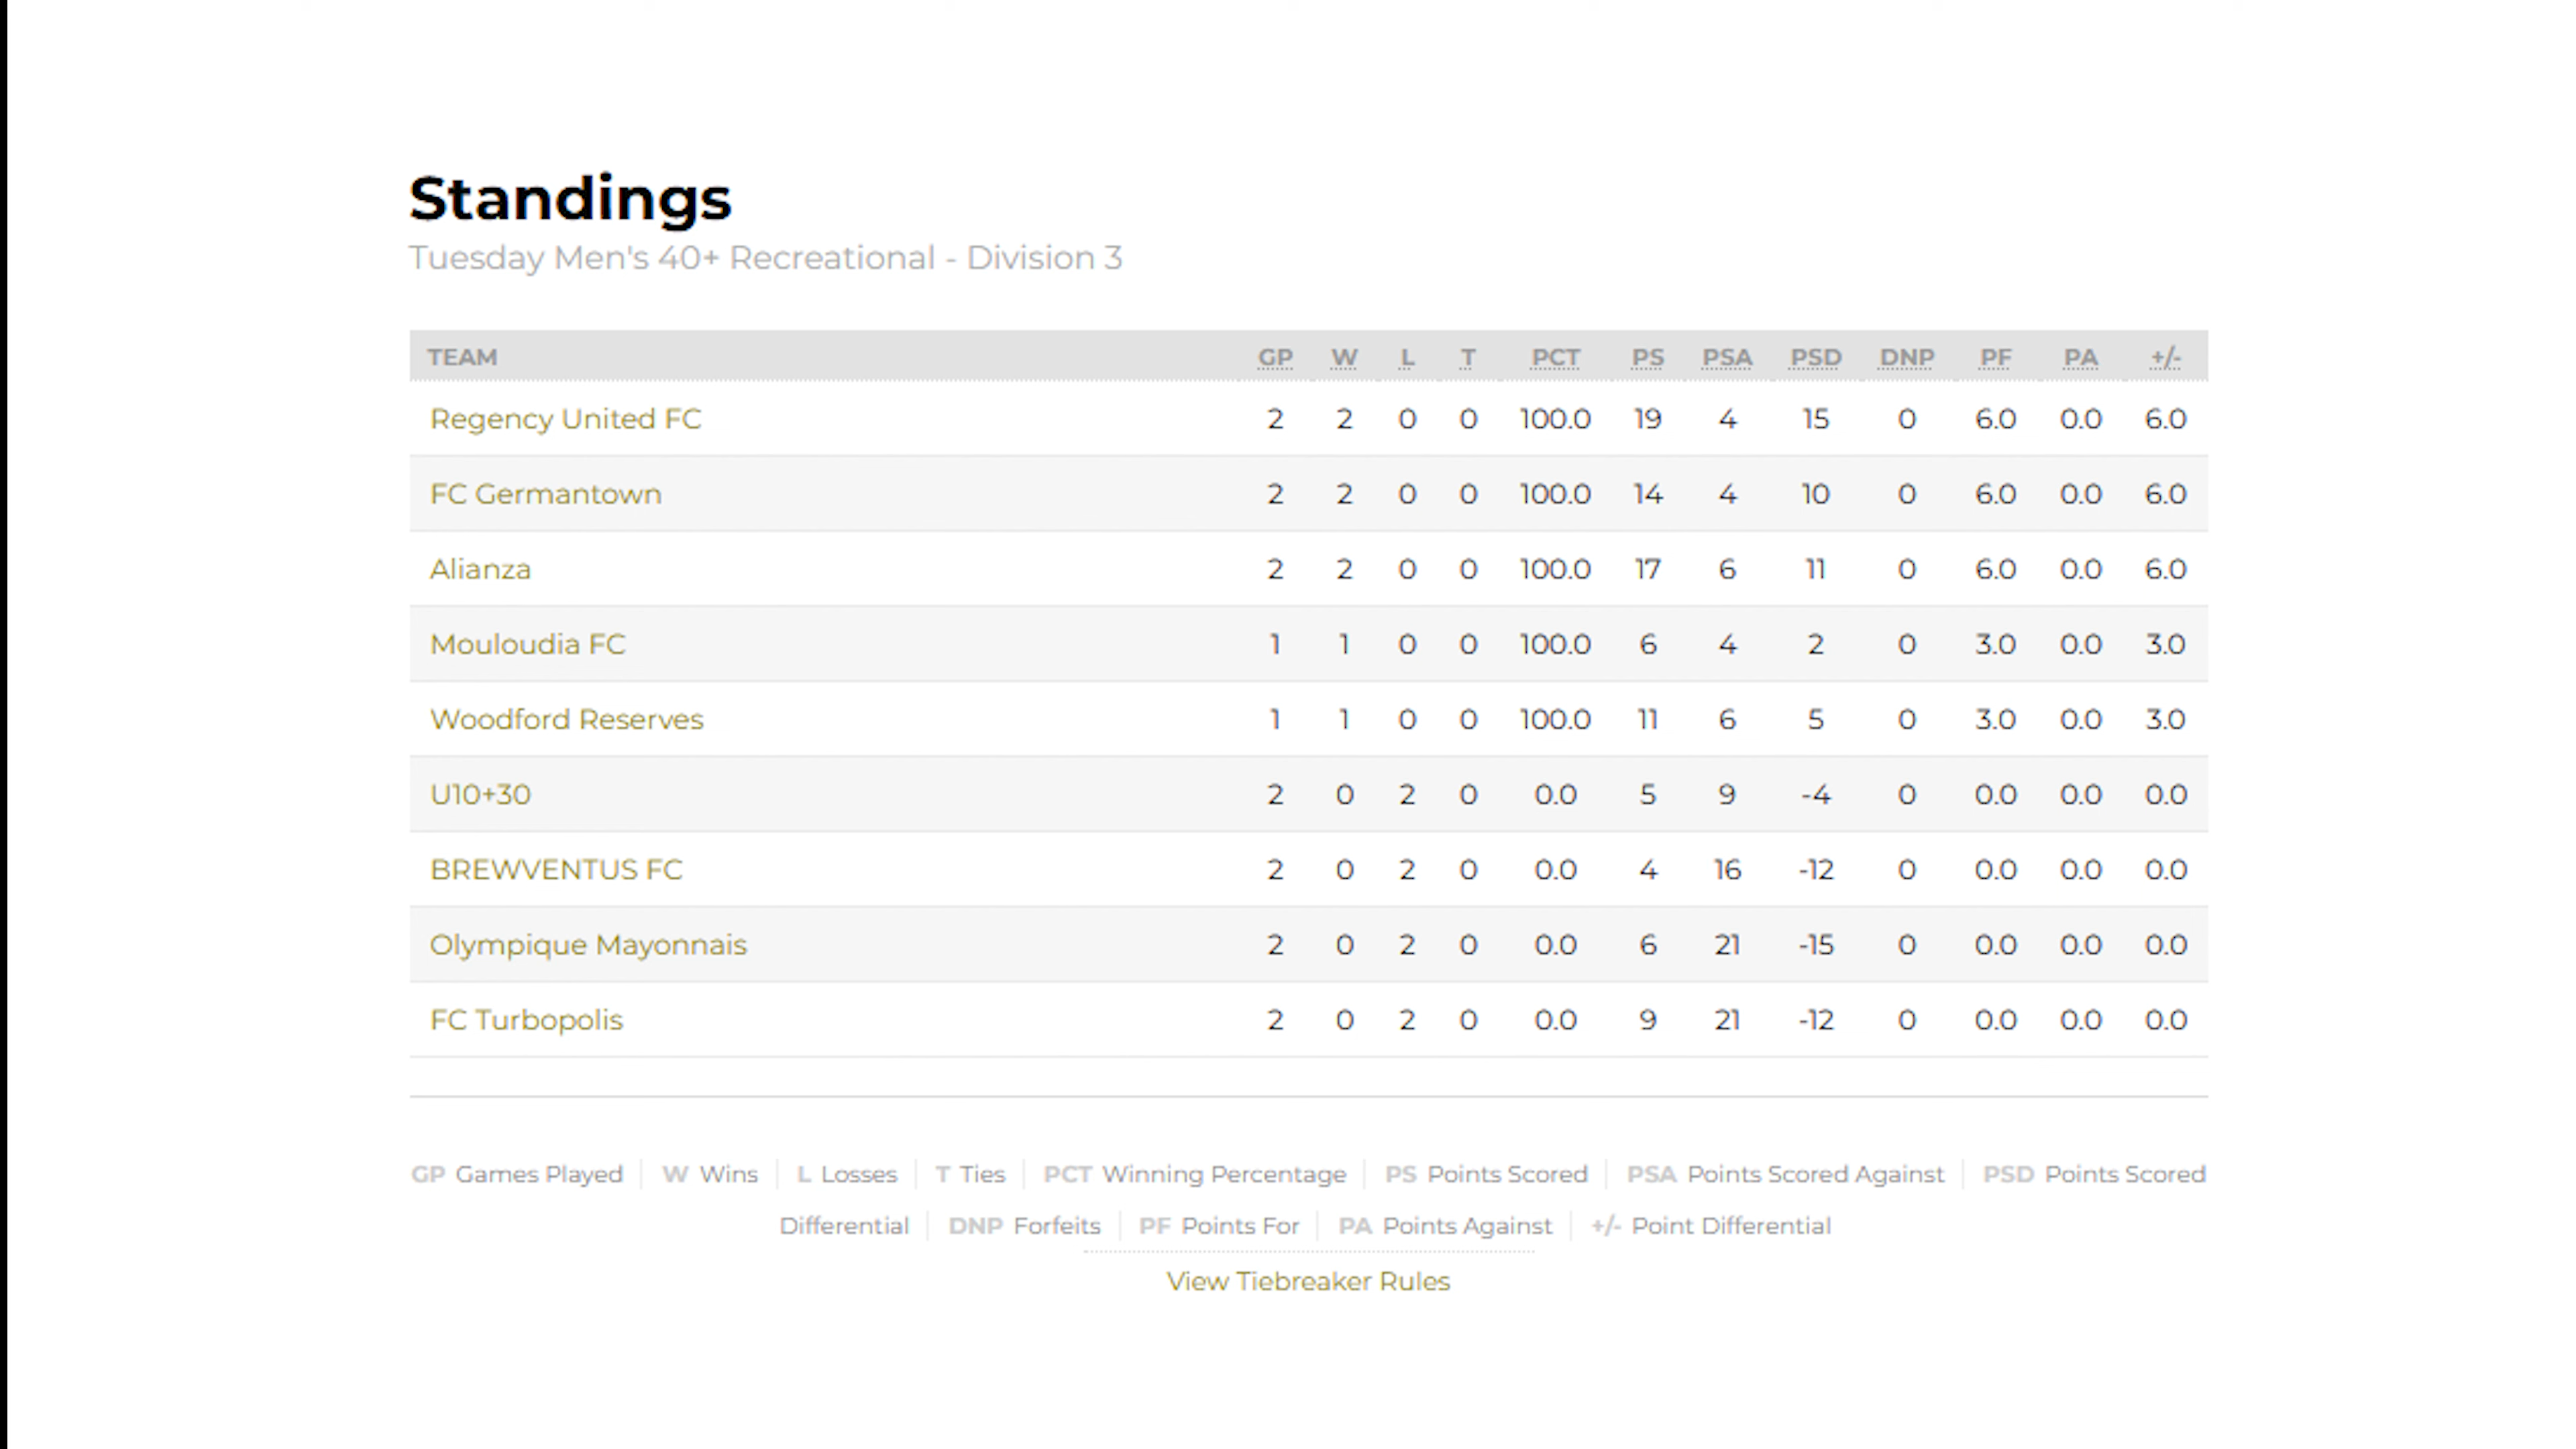 Standings
Tuesday Men's 40+ Recreational - Division 3
TEAM GP W L T PCT PS PSA PSD DNP PF PA +/-
Regency United FC 2 2 0 0 100.0 19 4 15 0 6.0 0.0 6.0
FC Germantown 2 2 0 0 100.0 14 4 10 0 6.0 0.0 6.0
Alianza 2 2 0 0 100.0 17 6 11 0 6.0 0.0 6.0
Mouloudia FC 1 1 0 0 100.0 6 4 2 0 3.0 0.0 3.0
Woodford Reserves 1 1 0 0 100.0 11 6 5 0 3.0 0.0 3.0
U10+30 2 0 2 0 0.0 5 9 -4 0 0.0 0.0 0.0
BREWVENTUS FC 2 0 2 0 0.0 4 16 -12 0 0.0 0.0 0.0
Olympique Mayonnais 2 0 2 0 0.0 6 21 -15 0 0.0 0.0 0.0
FC Turbopolis 2 0 2 0 0.0 9 21 -12 0 0.0 0.0 0.0
GP Games Played W Wins L Losses T Ties PCT Winning Percentage PS Points Scored PSA Points Scored Against PSD Points Scored
Differential DNP Forfeits PF Points For PA Points Against +/- Point Differential
View Tiebreaker Rules